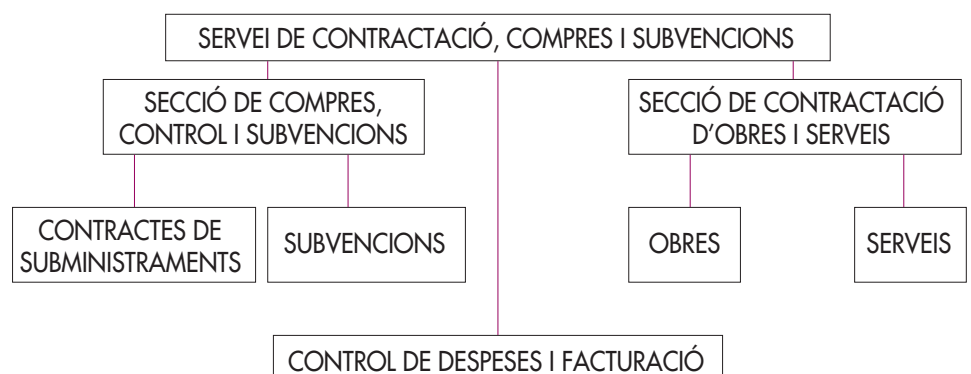 SERVEI DE CONTRACTACIÓ, COMPRES I SUBVENCIONS
SECCIÓ DE COMPRES,
CONTROL I SUBVENCIONS
SECCIÓ DE CONTRACTACIÓ
D’OBRES I SERVEIS
CONTRACTES DE
SUBMINISTRAMENTS
SUBVENCIONS
OBRES
SERVEIS
CONTROL DE DESPESES I FACTURACIÓ